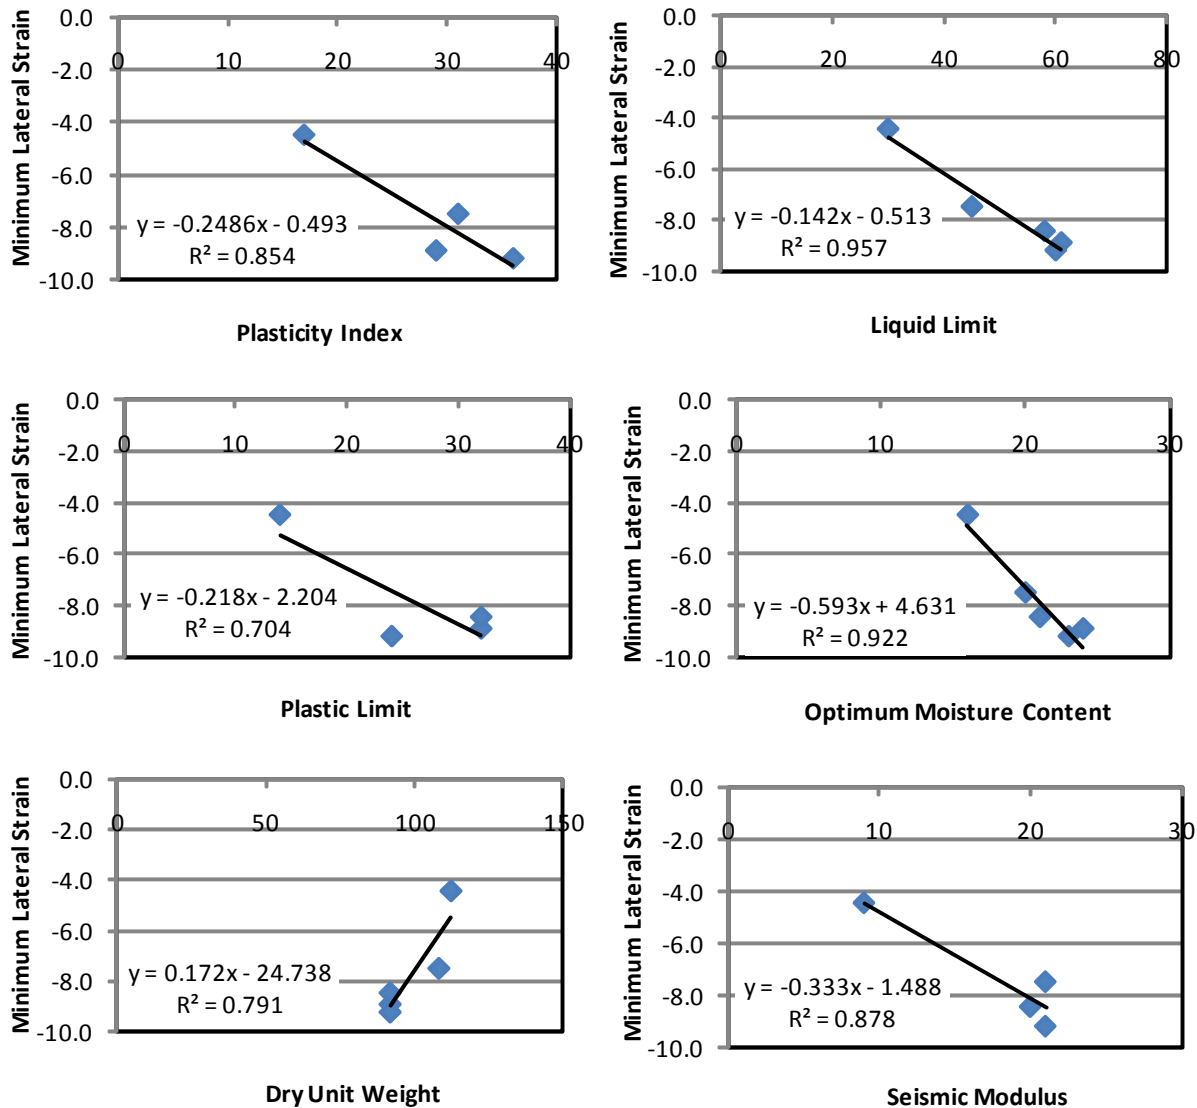 Minimum Lateral Strain
0.0
-2.0
-4.0
-6.0
-8.0
-10.0
0 10 20 30 40
y = -0.2486x - 0.493
R² = 0.854
Plasticity Index
Minimum Lateral Strain
0.0
-2.0
-4.0
-6.0
-8.0
-10.0
0 20 40 60 80
y = -0.142x - 0.513
R² = 0.957
Liquid Limit
Minimum Lateral Strain
0.0
-2.0
-4.0
-6.0
-8.0
-10.0
0 10 20 30 40
y = -0.218x - 2.204
R² = 0.704
Plastic Limit
Minimum Lateral Strain
0.0
-2.0
-4.0
-6.0
-8.0
-10.0
0 10 20 30
y = -0.593x + 4.631
R² = 0.922
Optimum Moisture Content
Minimum Lateral Strain
0.0
-2.0
-4.0
-6.0
-8.0
-10.0
0 50 100 150
y = 0.172x - 24.738
R² = 0.791
Dry Unit Weight
Minimum Lateral Strain
0.0
-2.0
-4.0
-6.0
-8.0
-10.0
0 10 20 30
y = -0.333x - 1.488
R² = 0.878
Seismic Modulus